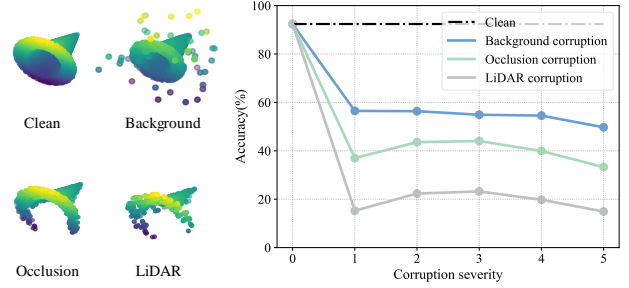 Clean
Background
Occlusion
LiDAR
Accuracy(%)
100
80
60
40
20
0
0 1 2 3 4 5
Corruption severity
Clean
Background corruption
Occlusion corruption
LiDAR corruption